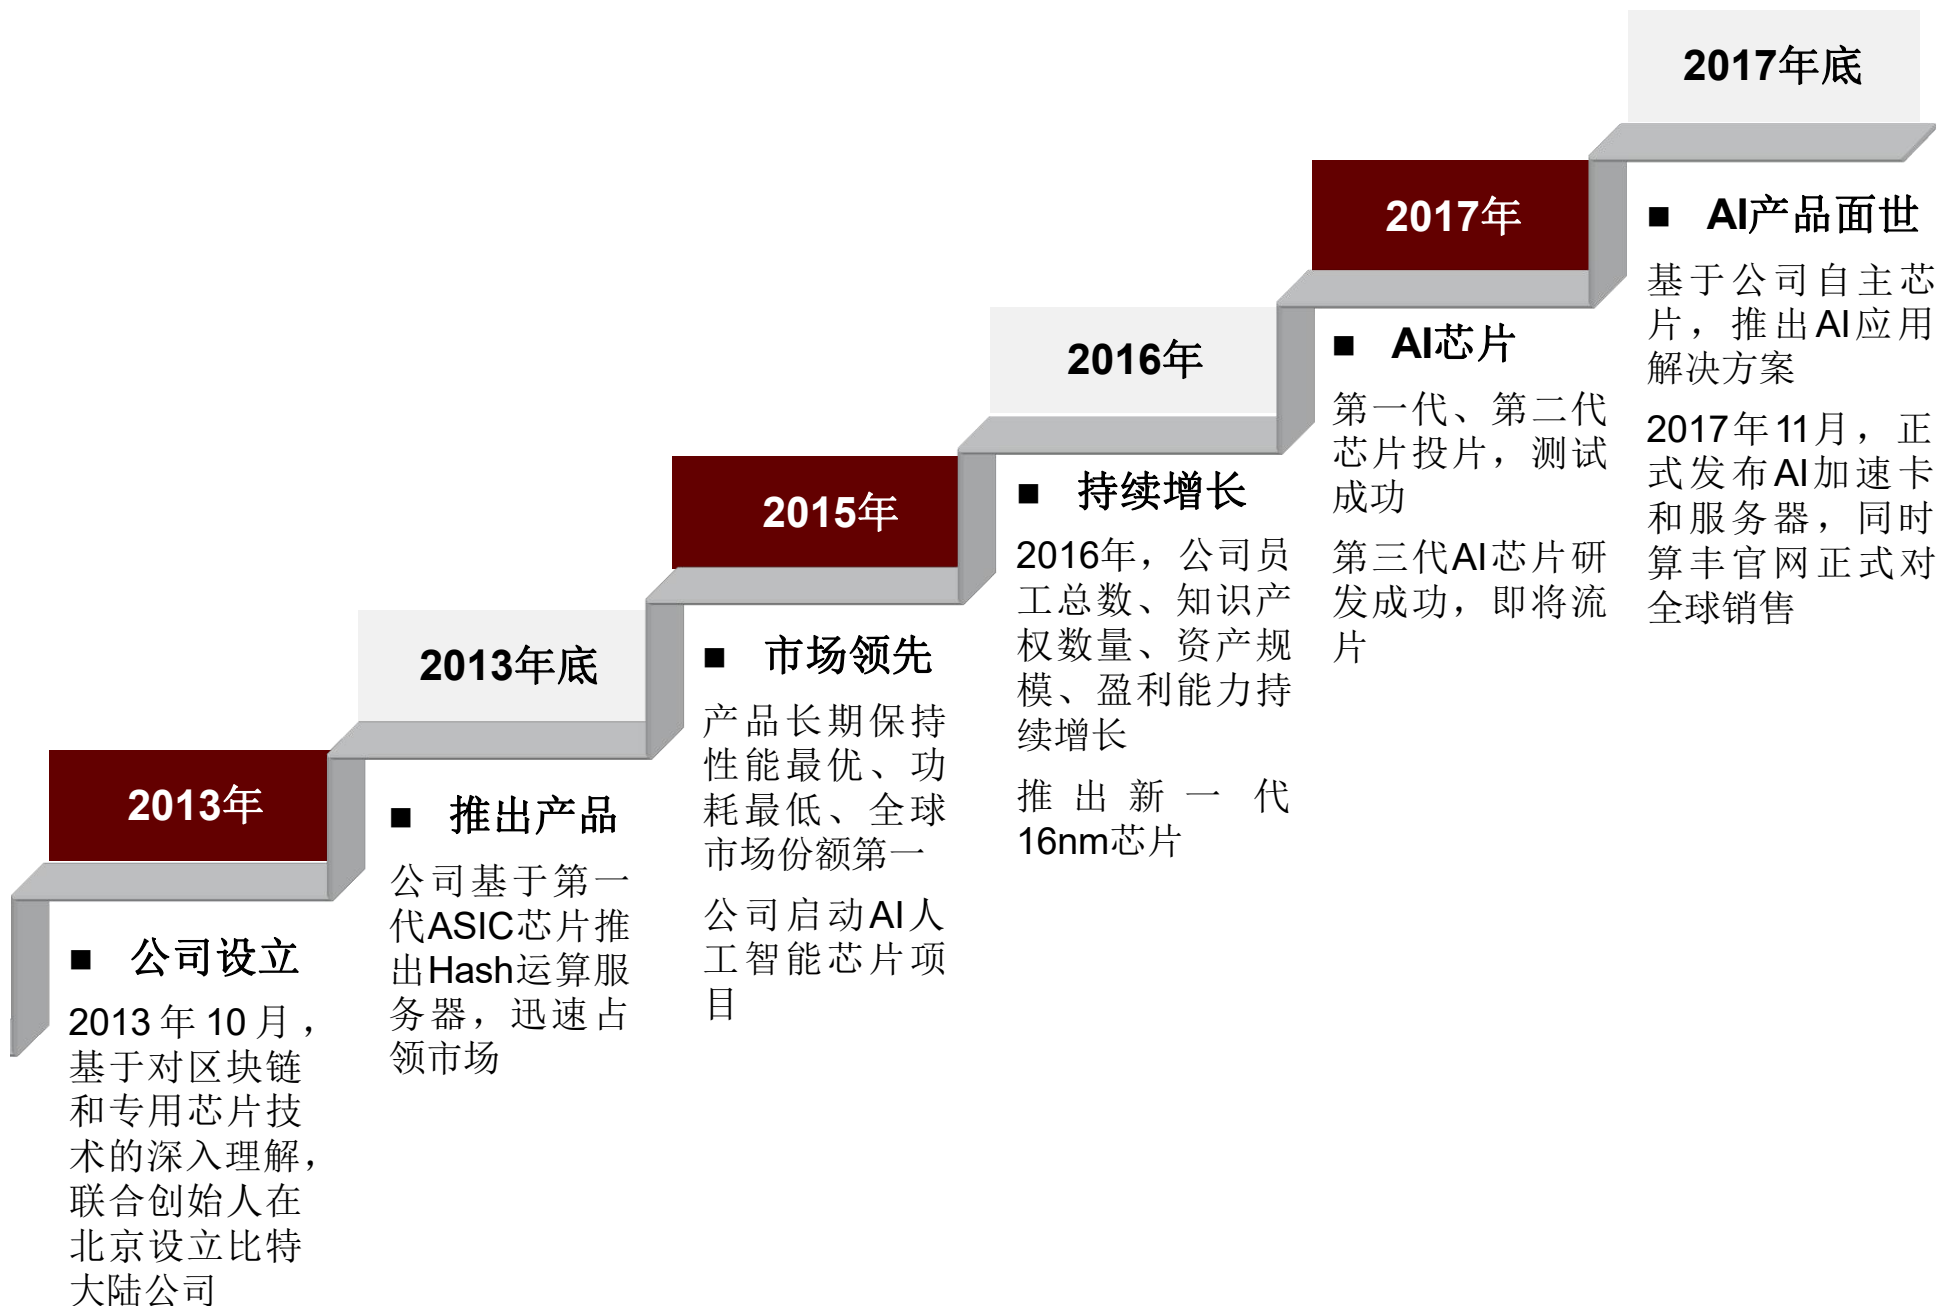 2013年
■ 公司设立
2013年10月，
基于对区块链
和专用芯片技
术的深入理解，
联合创始人在
北京设立比特
大陆公司
2013年底
■ 推出产品
公司基于第一
代ASIC芯片推
出Hash运算服
务器，迅速占
领市场
2015年
■ 市场领先
产品长期保持
性能最优、功
耗最低、全球
市场份额第一
公司启动AI人
工智能芯片项
目
2016年
■ 持续增长
2016年，公司员
工总数、知识产
权数量、资产规
模、盈利能力持
续增长
推出新一代
16nm芯片
2017年
■ AI芯片
第一代、第二代
芯片投片，测试
成功
第三代AI芯片研
发成功，即将流
片
2017年底
■ AI产品面世
基于公司自主芯
片，推出AI应用
解决方案
2017年11月，正
式发布AI加速卡
和服务器，同时
算丰官网正式对
全球销售